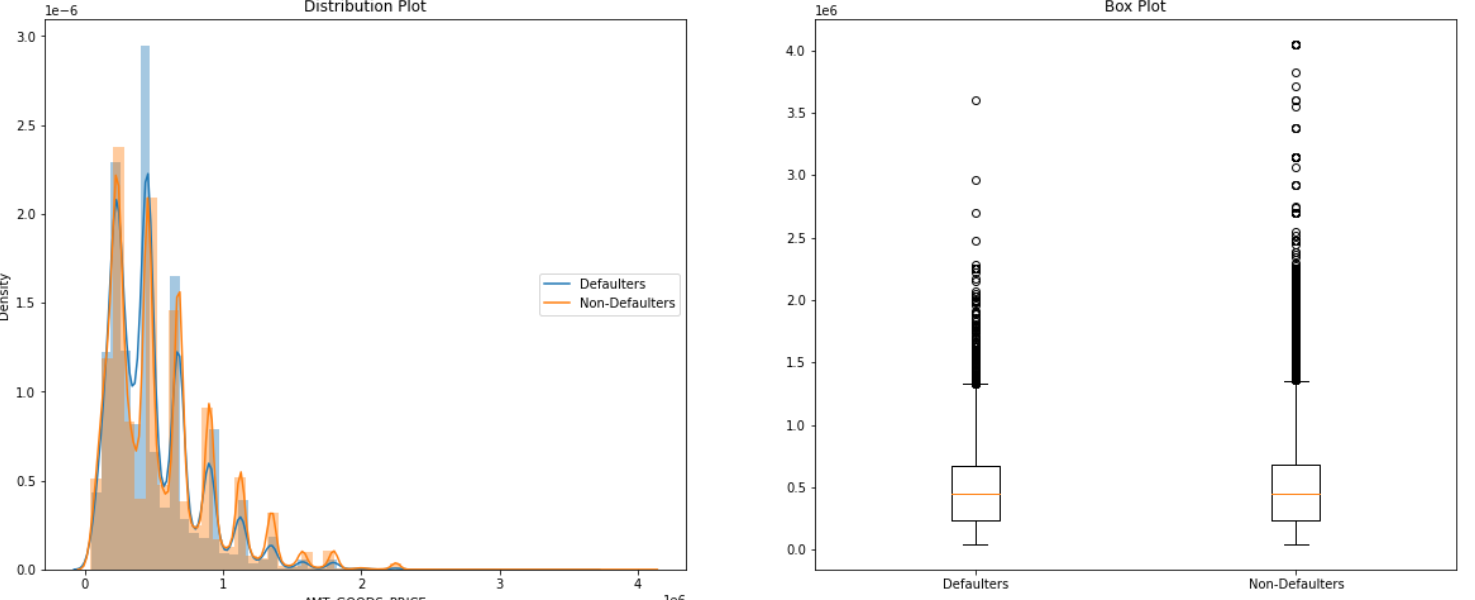 Distribution Plot
1e−6
3.0
2.5
2.0
1.5
1.0
0.5
0.0
Density
Defaulters
Non-Defaulters
0
1
2
3
4
1e6
AMT_GOODS_PRICE
Box Plot
1e6
4.0
3.5
3.0
2.5
2.0
1.5
1.0
0.5
0.0
Defaulters
Non-Defaulters